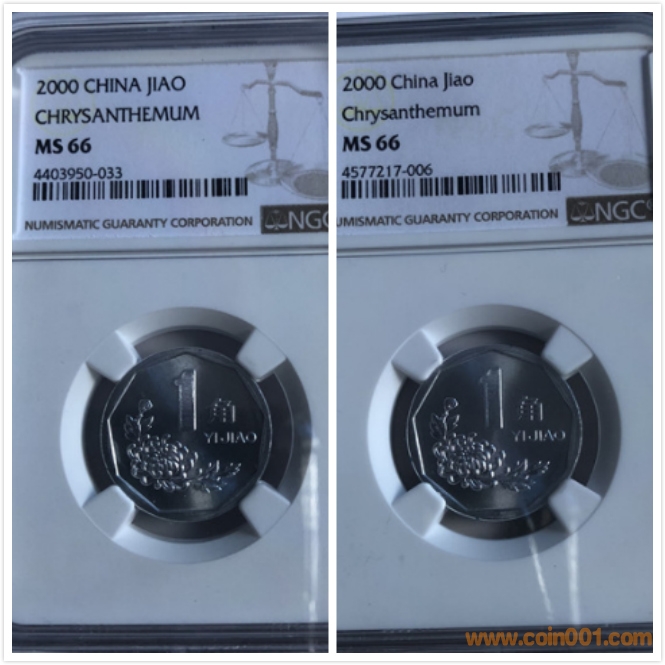 2000 CHINA JIAO
CHRYSANTHEMUM
MS 66
4403950-033
NUMISMATIC GUARANTY CORPORATION
NGC
1 角
YI·JIAO
2000 China Jiao
Chrysanthemum
MS 66
4577217-006
NUMISMATIC GUARANTY CORPORATION
NGC
1 角
YI·JIAO
www.coin001.com